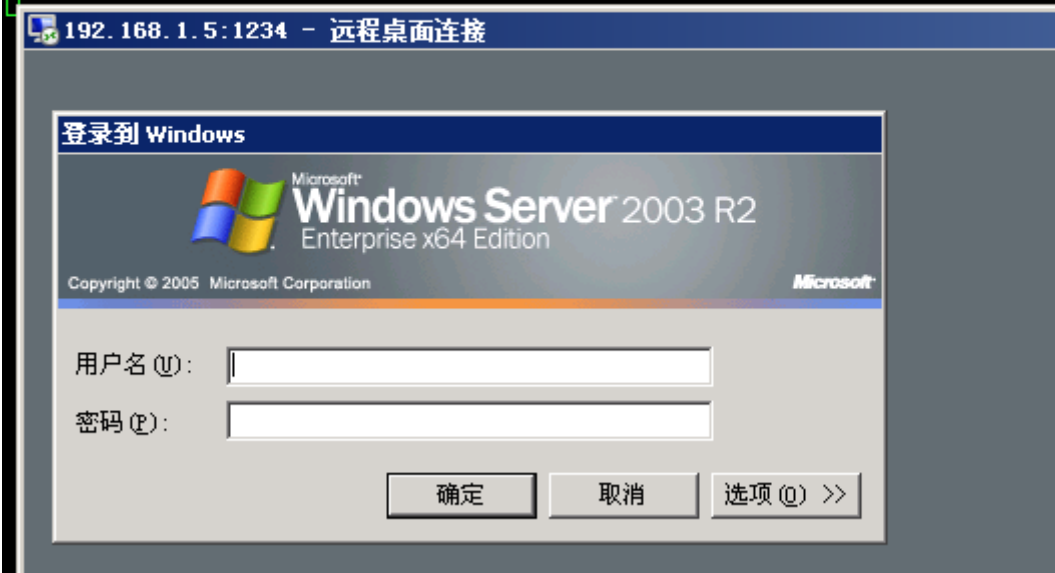 192.168.1.5:1234 - 远程桌面连接
登录到 Windows
Microsoft
Windows Server 2003 R2
Enterprise x64 Edition
Copyright © 2005 Microsoft Corporation Microsoft
用户名(U):
密码(P):
确定 取消 选项(O) >>